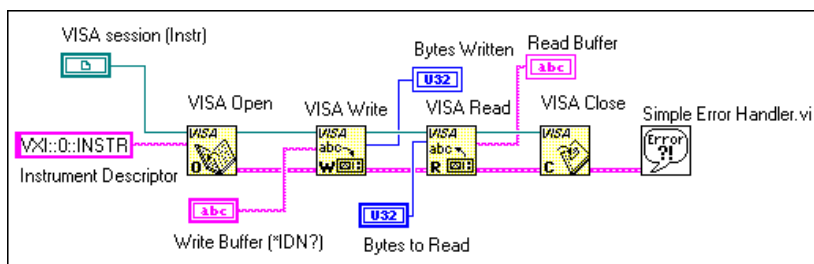 VISA session (Instr)
Bytes Written
Read Buffer
U32
abc
VISA Open
VISA Write
VISA Read
VISA Close
Simple Error Handler.vi
VXI::0::INSTR
VISA
O
VISA
abc
W
VISA
abc
R
VISA
C
Error
?!
Instrument Descriptor
abc
U32
Write Buffer (*IDN?)
Bytes to Read